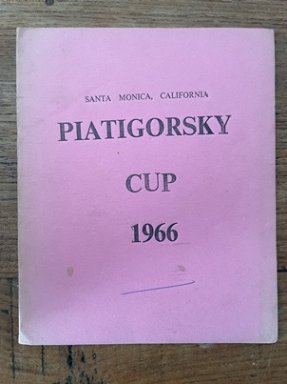 SANTA MONICA, CALIFORNIA
PIATIGORSKY
CUP
1966